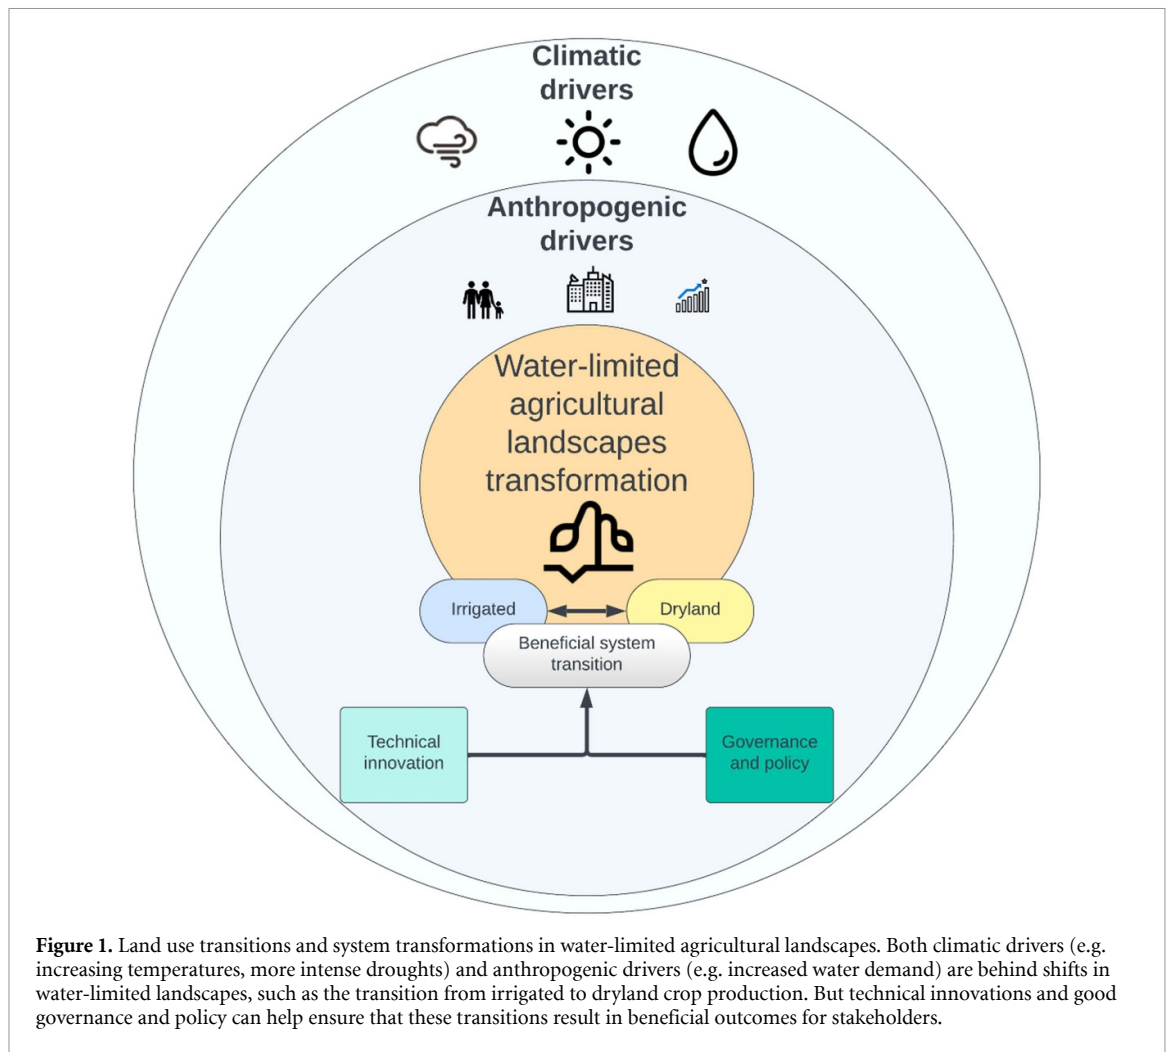 Climatic
drivers
Anthropogenic
drivers
Water-limited
agricultural
landscapes
transformation
Irrigated
Dryland
Beneficial system
transition
Technical
innovation
Governance
and policy
Figure 1. Land use transitions and system transformations in water-limited agricultural landscapes. Both climatic drivers (e.g.
increasing temperatures, more intense droughts) and anthropogenic drivers (e.g. increased water demand) are behind shifts in
water-limited landscapes, such as the transition from irrigated to dryland crop production. But technical innovations and good
governance and policy can help ensure that these transitions result in beneficial outcomes for stakeholders.